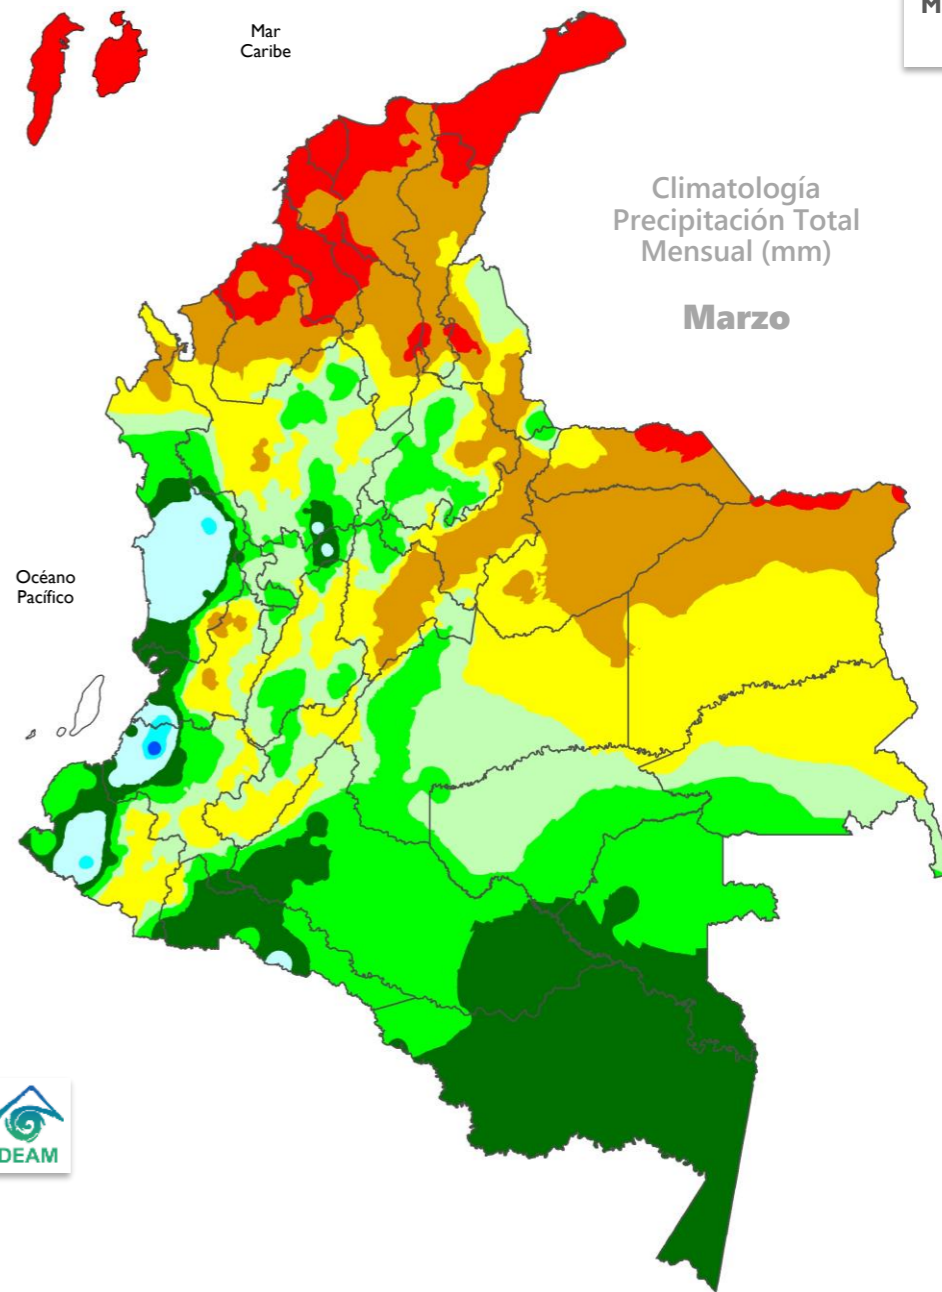 Mar
Caribe
Climatología
Precipitación Total
Mensual (mm)
Marzo
Océano
Pacífico
DEAM